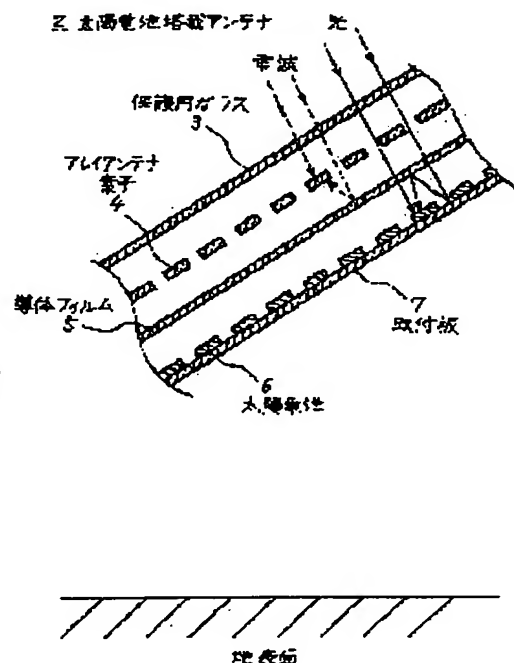 2 太陽電池搭載アンテナ
光
電波
保護用ガラス
3
アレイアンテナ
素子
4
導体フィルム
5
7
取付板
6
太陽電池
地表面